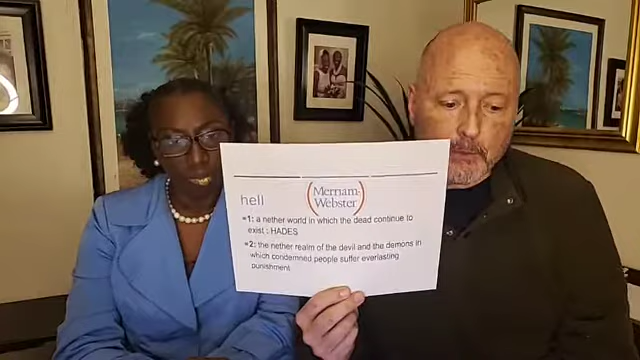 hell
Merriam-
Webster
1: a nether world in which the dead continue to
exist : HADES
2: the nether realm of the devil and the demons in
which condemned people suffer everlasting
punishment